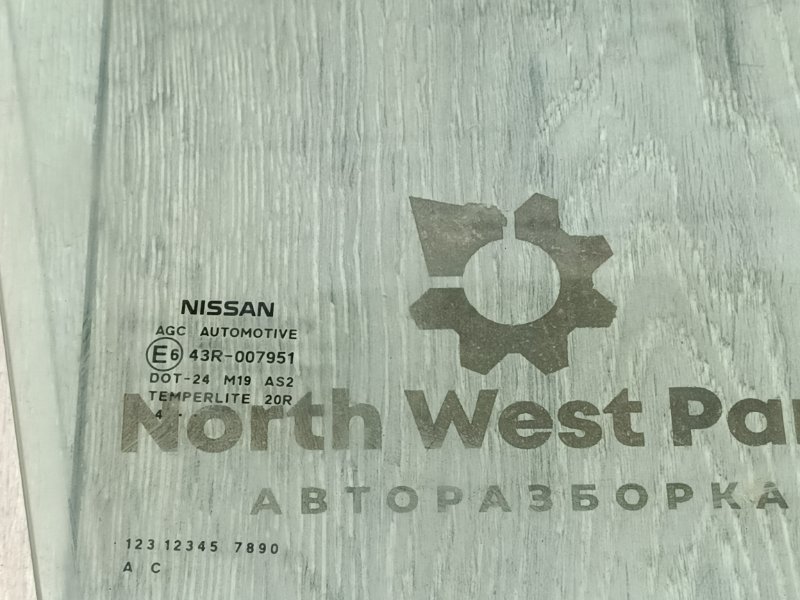 NISSAN
AGC AUTOMOTIVE
E6 43R-007951
DOT-24 M19 AS2
TEMPERLITE 20R
4 - -
North West Par
АВТОРАЗБОРКА
123 12345 7890
A C